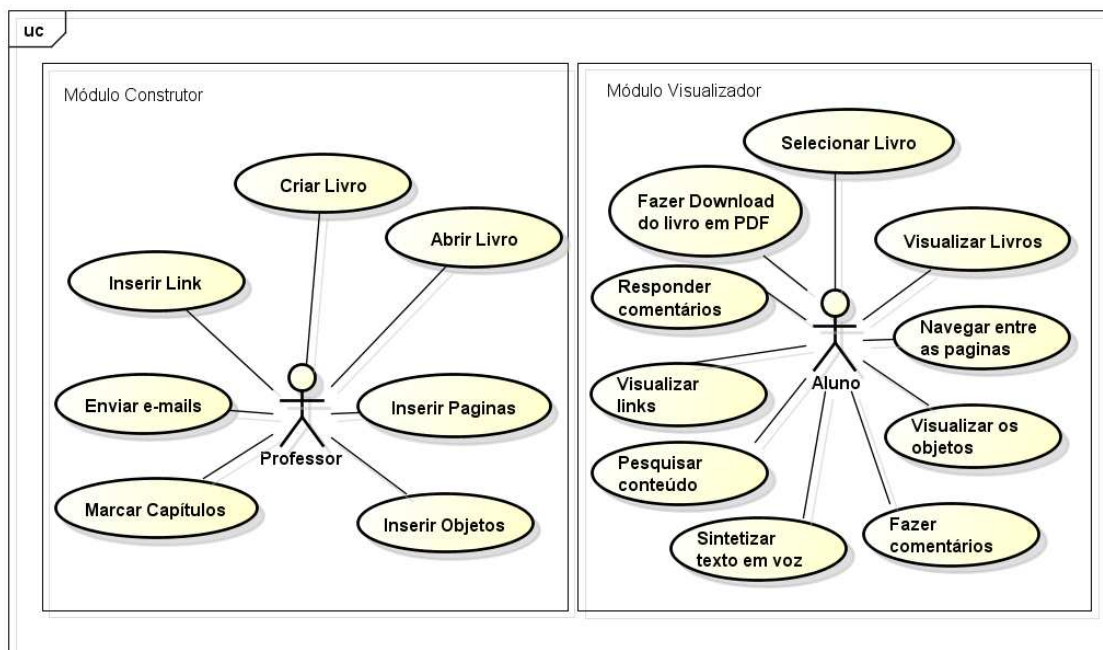 uc
Módulo Construtor
Criar Livro
Abrir Livro
Inserir Link
Enviar e-mails
Inserir Paginas
Professor
Marcar Capítulos
Inserir Objetos
Módulo Visualizador
Selecionar Livro
Fazer Download
do livro em PDF
Visualizar Livros
Responder
comentários
Navegar entre
as paginas
Aluno
Visualizar
links
Visualizar os
objetos
Pesquisar
conteúdo
Sintetizar
texto em voz
Fazer
comentários